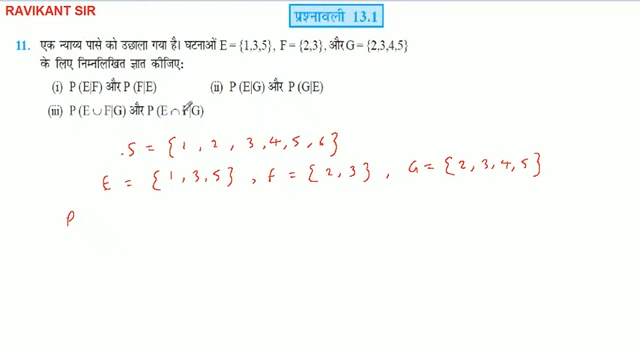 RAVIKANT SIR
प्रश्नावली 13.1
11. एक न्याय्य पासे को उछाला गया है। घटनाओं E = {1,3,5}, F = {2,3}, और G = {2,3,4,5}
के लिए निम्नलिखित ज्ञात कीजिए:
(i) P (E|F) और P (F|E) (ii) P (E|G) और P (G|E)
(iii) P (E ∪ F|G) और P (E ∩ F|G)
S = {1, 2, 3, 4, 5, 6}
E = {1, 3, 5}, F = {2, 3}, G = {2, 3, 4, 5}
P